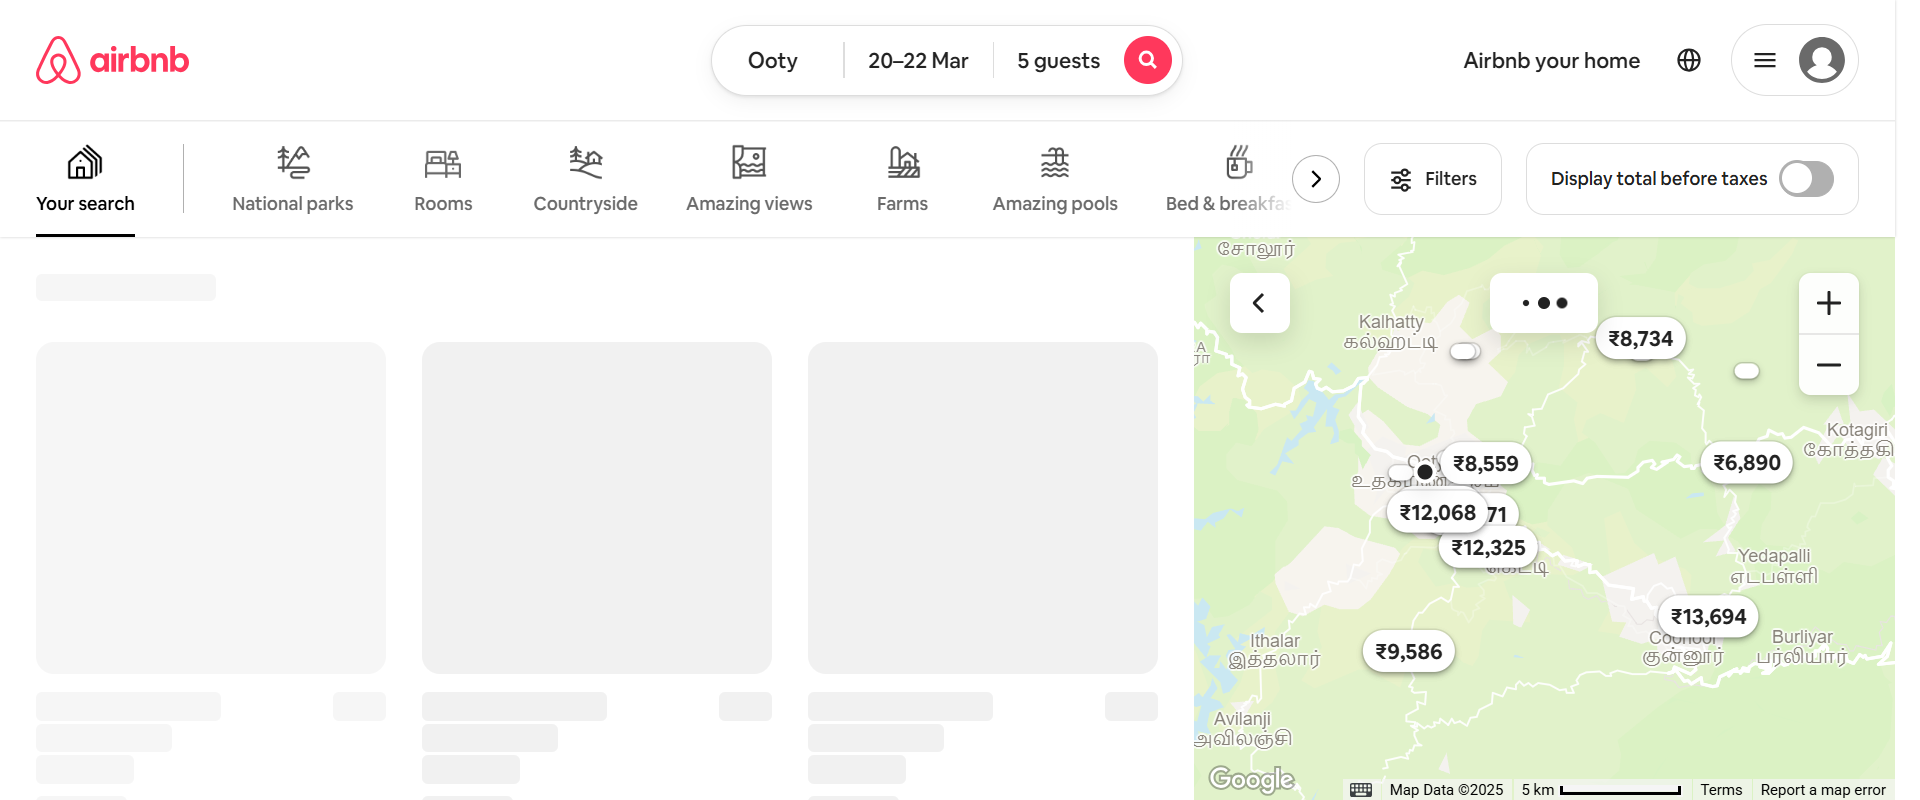 airbnb
Ooty
20–22 Mar
5 guests
Airbnb your home
Your search
National parks
Rooms
Countryside
Amazing views
Farms
Amazing pools
Bed & breakfas
Filters
Display total before taxes
சோலூர்
Kalhatty
கல்ஹட்டி
₹8,734
Kotagiri
கோத்தகி
₹8,559
₹6,890
₹12,068
71
₹12,325
Yedapalli
எடபள்ளி
₹13,694
Coonoor
குன்னூர்
Burliyar
பர்லியார்
Ithalar
இத்தலார்
₹9,586
Avilanji
அவிலஞ்சி
Google
Map Data ©2025
5 km
Terms
Report a map error